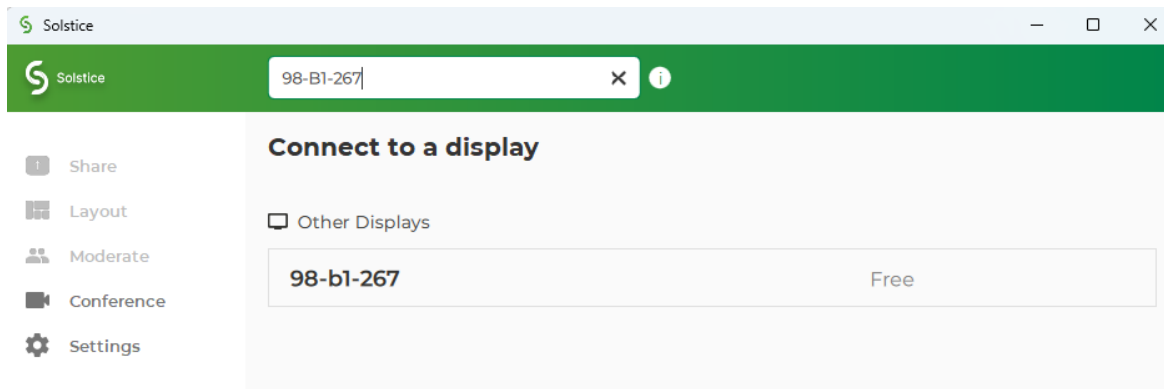 Solstice
Solstice
98-B1-267
Connect to a display
Share
Layout
Moderate
Conference
Settings
Other Displays
98-b1-267 Free